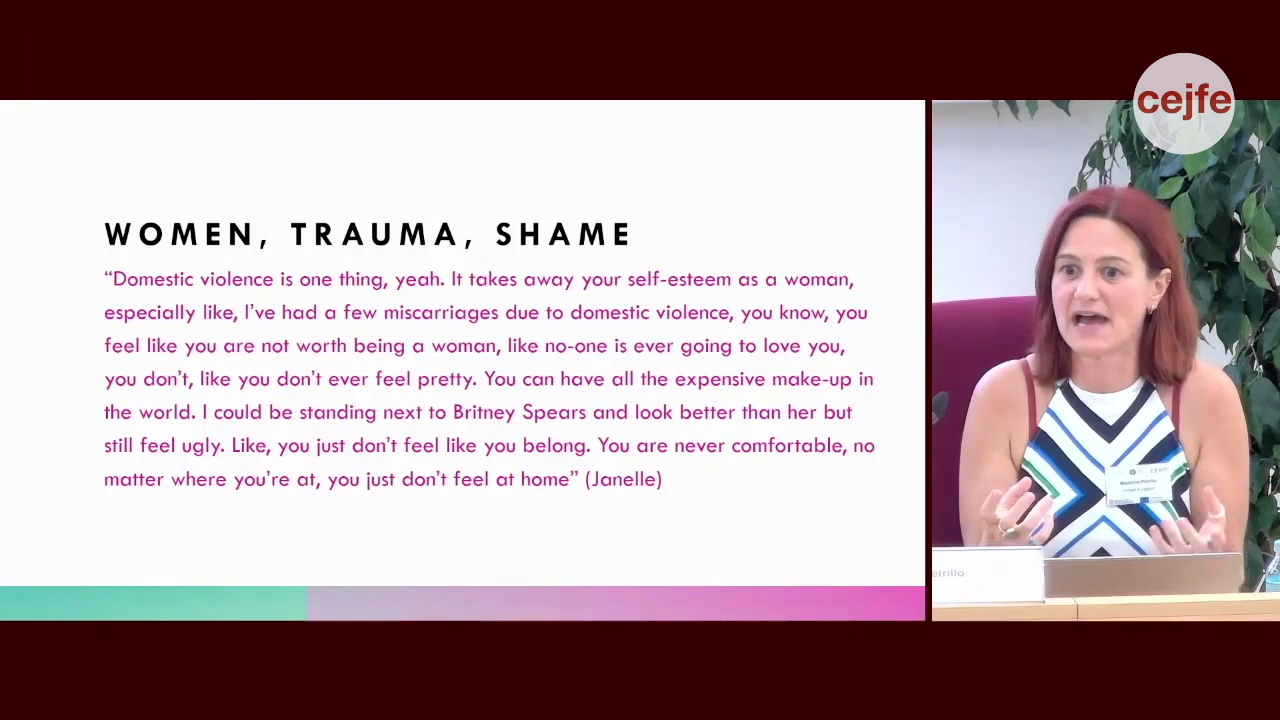 cejfe
WOMEN, TRAUMA, SHAME
“Domestic violence is one thing, yeah. It takes away your self-esteem as a woman,
especially like, I’ve had a few miscarriages due to domestic violence, you know, you
feel like you are not worth being a woman, like no-one is ever going to love you,
you don’t, like you don’t ever feel pretty. You can have all the expensive make-up in
the world. I could be standing next to Britney Spears and look better than her but
still feel ugly. Like, you just don’t feel like you belong. You are never comfortable, no
matter where you’re at, you just don’t feel at home” (Janelle)
Madeline Petrillo
United Kingdom
etrillo